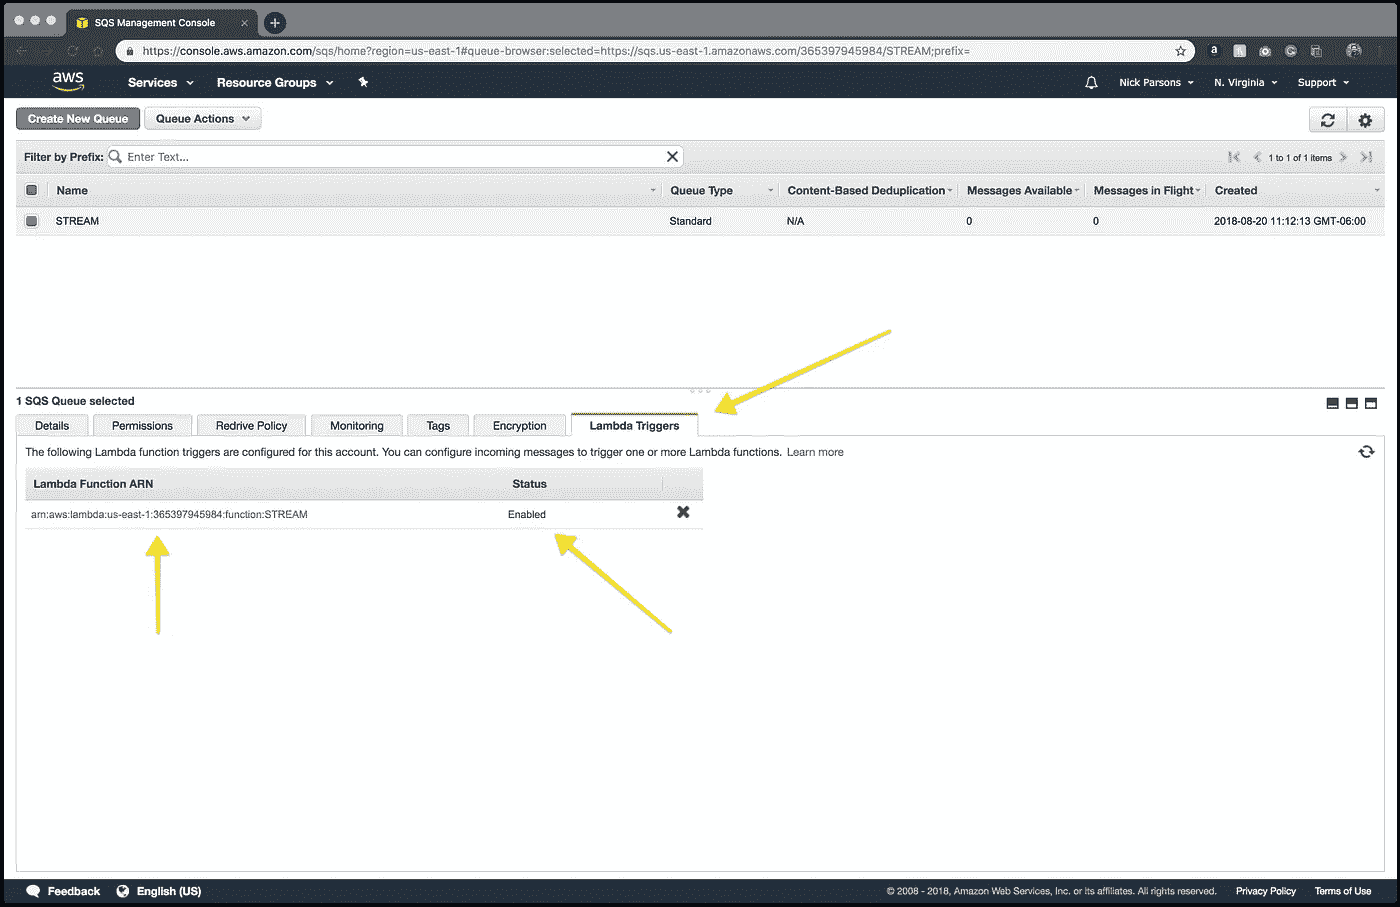 SQS Management Console
https://console.aws.amazon.com/sqs/home?region=us-east-1#queue-browser:selected=https://sqs.us-east-1.amazonaws.com/365397945984/STREAM;prefix=
aws Services Resource Groups Nick Parsons N. Virginia Support
Create New Queue Queue Actions
Filter by Prefix: Enter Text... 1 to 1 of 1 items
Name Queue Type Content-Based Deduplication Messages Available Messages in Flight Created
STREAM Standard N/A 0 0 2018-08-20 11:12:13 GMT-06:00
1 SQS Queue selected
Details Permissions Redrive Policy Monitoring Tags Encryption Lambda Triggers
The following Lambda function triggers are configured for this account. You can configure incoming messages to trigger one or more Lambda functions. Learn more
Lambda Function ARN Status
arn:aws:lambda:us-east-1:365397945984:function:STREAM Enabled
Feedback English (US) © 2008 - 2018, Amazon Web Services, Inc. or its affiliates. All rights reserved. Privacy Policy Terms of Use